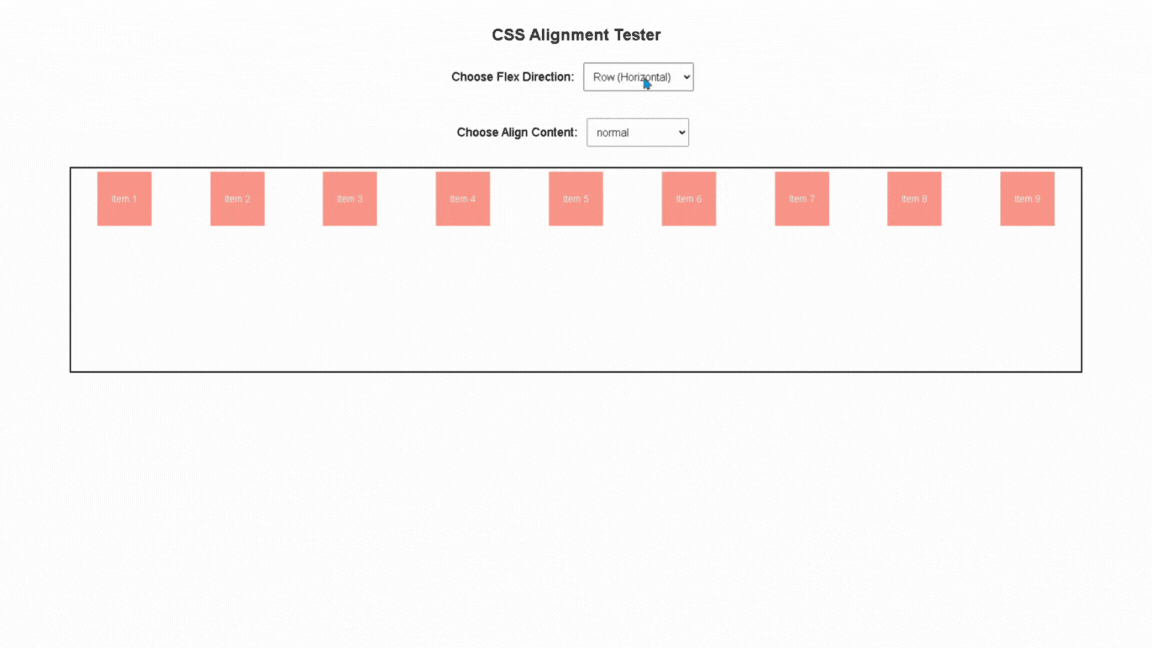 CSS Alignment Tester
Choose Flex Direction: Row (Horizontal)
Choose Align Content: normal
Item 1 Item 2 Item 3 Item 4 Item 5 Item 6 Item 7 Item 8 Item 9